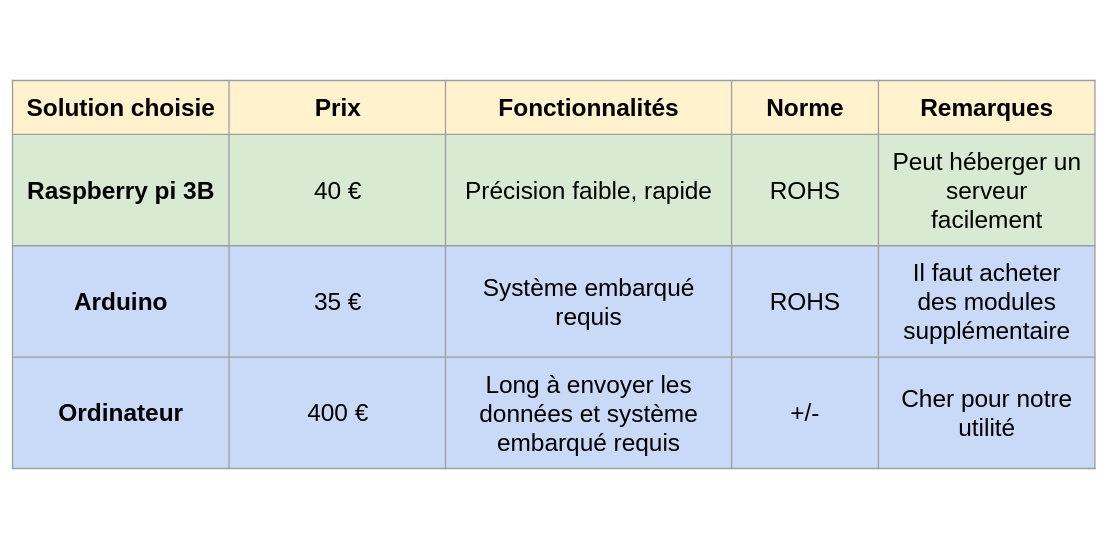 Solution choisie
Prix
Fonctionnalités
Norme
Remarques
Raspberry pi 3B
40 €
Précision faible, rapide
ROHS
Peut héberger un
serveur
facilement
Arduino
35 €
Système embarqué
requis
ROHS
Il faut acheter
des modules
supplémentaire
Ordinateur
400 €
Long à envoyer les
données et système
embarqué requis
+/-
Cher pour notre
utilité